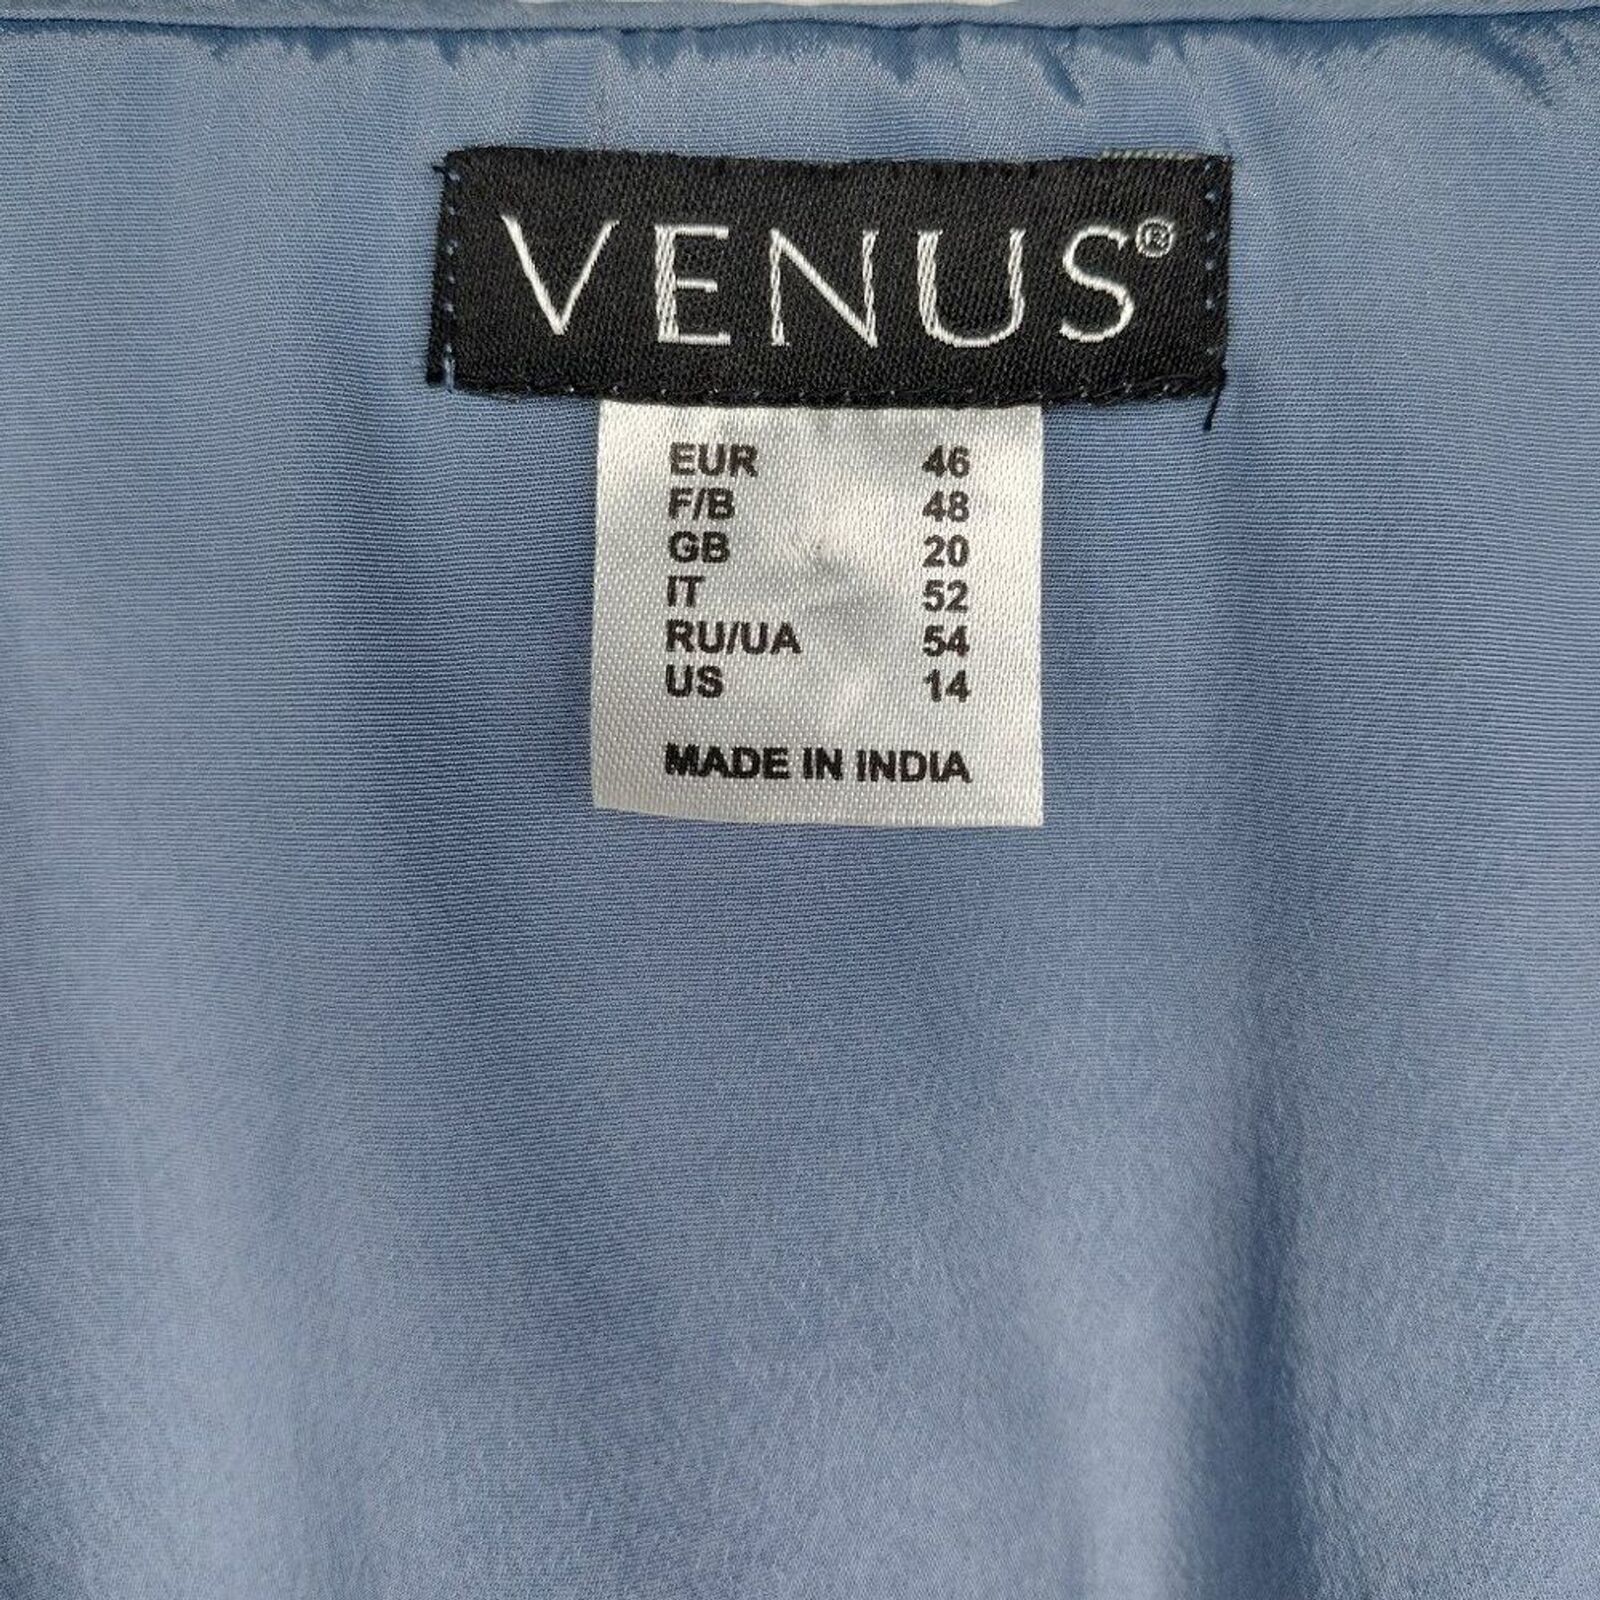 VENUS®
EUR 46
F/B 48
GB 20
IT 52
RU/UA 54
US 14
MADE IN INDIA